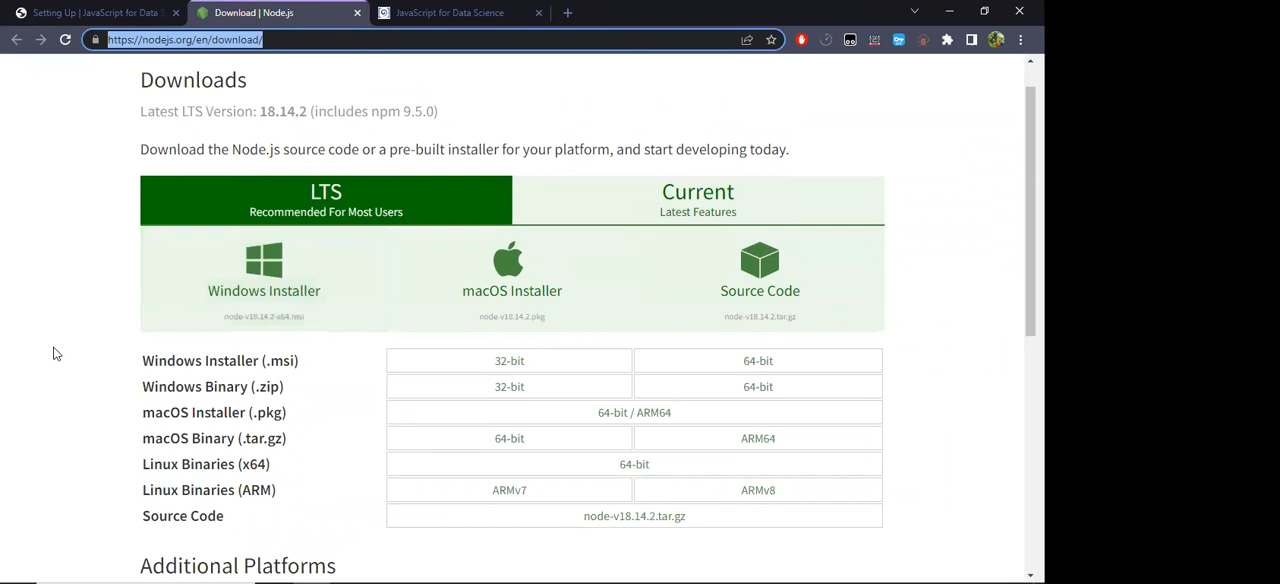 Setting Up | JavaScript for Data S
Download | Node.js
JavaScript for Data Science
https://nodejs.org/en/download/
Downloads
Latest LTS Version: 18.14.2 (includes npm 9.5.0)
Download the Node.js source code or a pre-built installer for your platform, and start developing today.
LTS
Recommended For Most Users
Current
Latest Features
Windows Installer
node-v18.14.2-x64.msi
macOS Installer
node-v18.14.2.pkg
Source Code
node-v18.14.2.tar.gz
Windows Installer (.msi) 32-bit 64-bit
Windows Binary (.zip) 32-bit 64-bit
macOS Installer (.pkg) 64-bit / ARM64
macOS Binary (.tar.gz) 64-bit ARM64
Linux Binaries (x64) 64-bit
Linux Binaries (ARM) ARMv7 ARMv8
Source Code node-v18.14.2.tar.gz
Additional Platforms